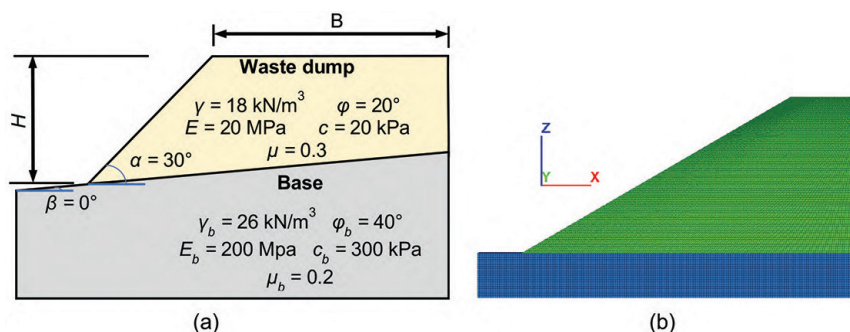 B
H
Waste dump
γ = 18 kN/m³ φ = 20°
E = 20 MPa c = 20 kPa
μ = 0.3
α = 30°
Base
β = 0°
γb = 26 kN/m³ φb = 40°
Eb = 200 Mpa cb = 300 kPa
μb = 0.2
(a)
Z
Y X
(b)